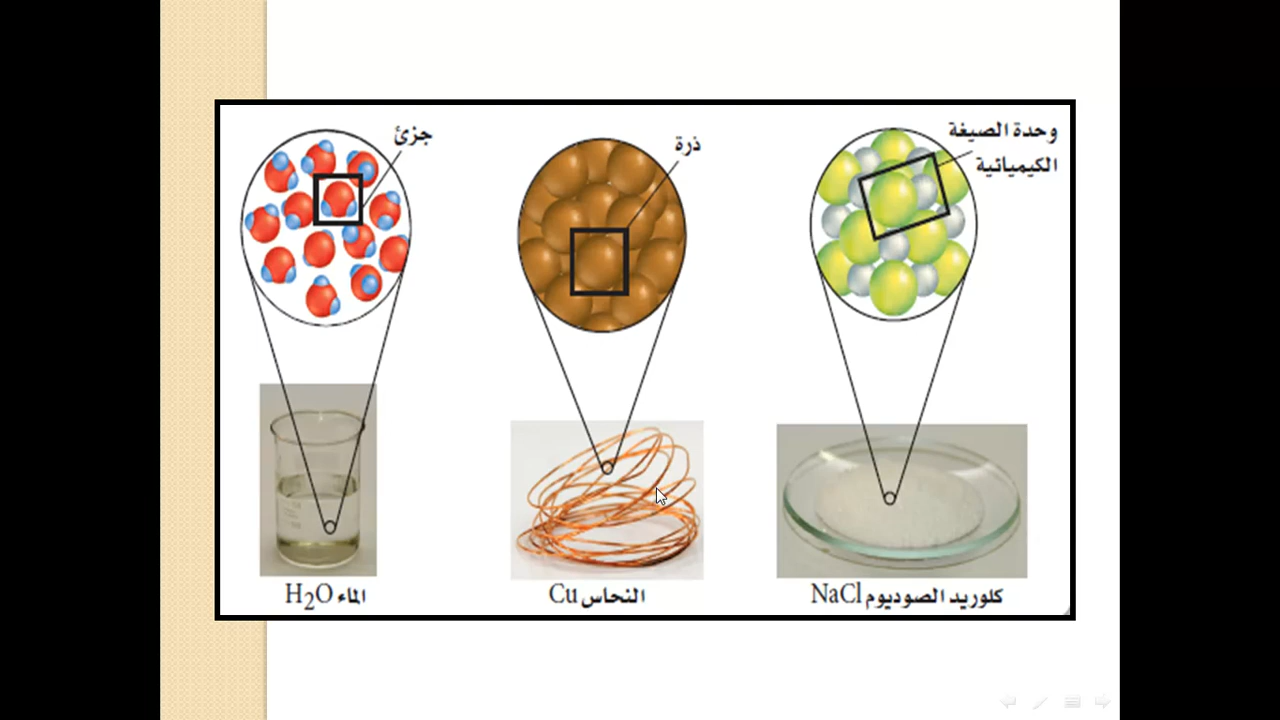 وحدة الصيغة
الكيميائية
ذرة
جزئ
كلوريد الصوديوم NaCl
النحاس Cu
الماء H₂O